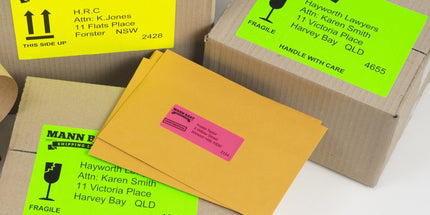 H.R.C
Attn: K.Jones
11 Flats Place
Forster NSW
2428
THIS SIDE UP
Hayworth Lawyers
Attn: Karen Smith
11 Victoria Place
Harvey Bay QLD
4655
FRAGILE
HANDLE WITH CARE
MANN
SHIPPING
Hayworth Lawyers
Attn: Karen Smith
11 Victoria Place
Harvey Bay QLD
FRAGILE
MANN